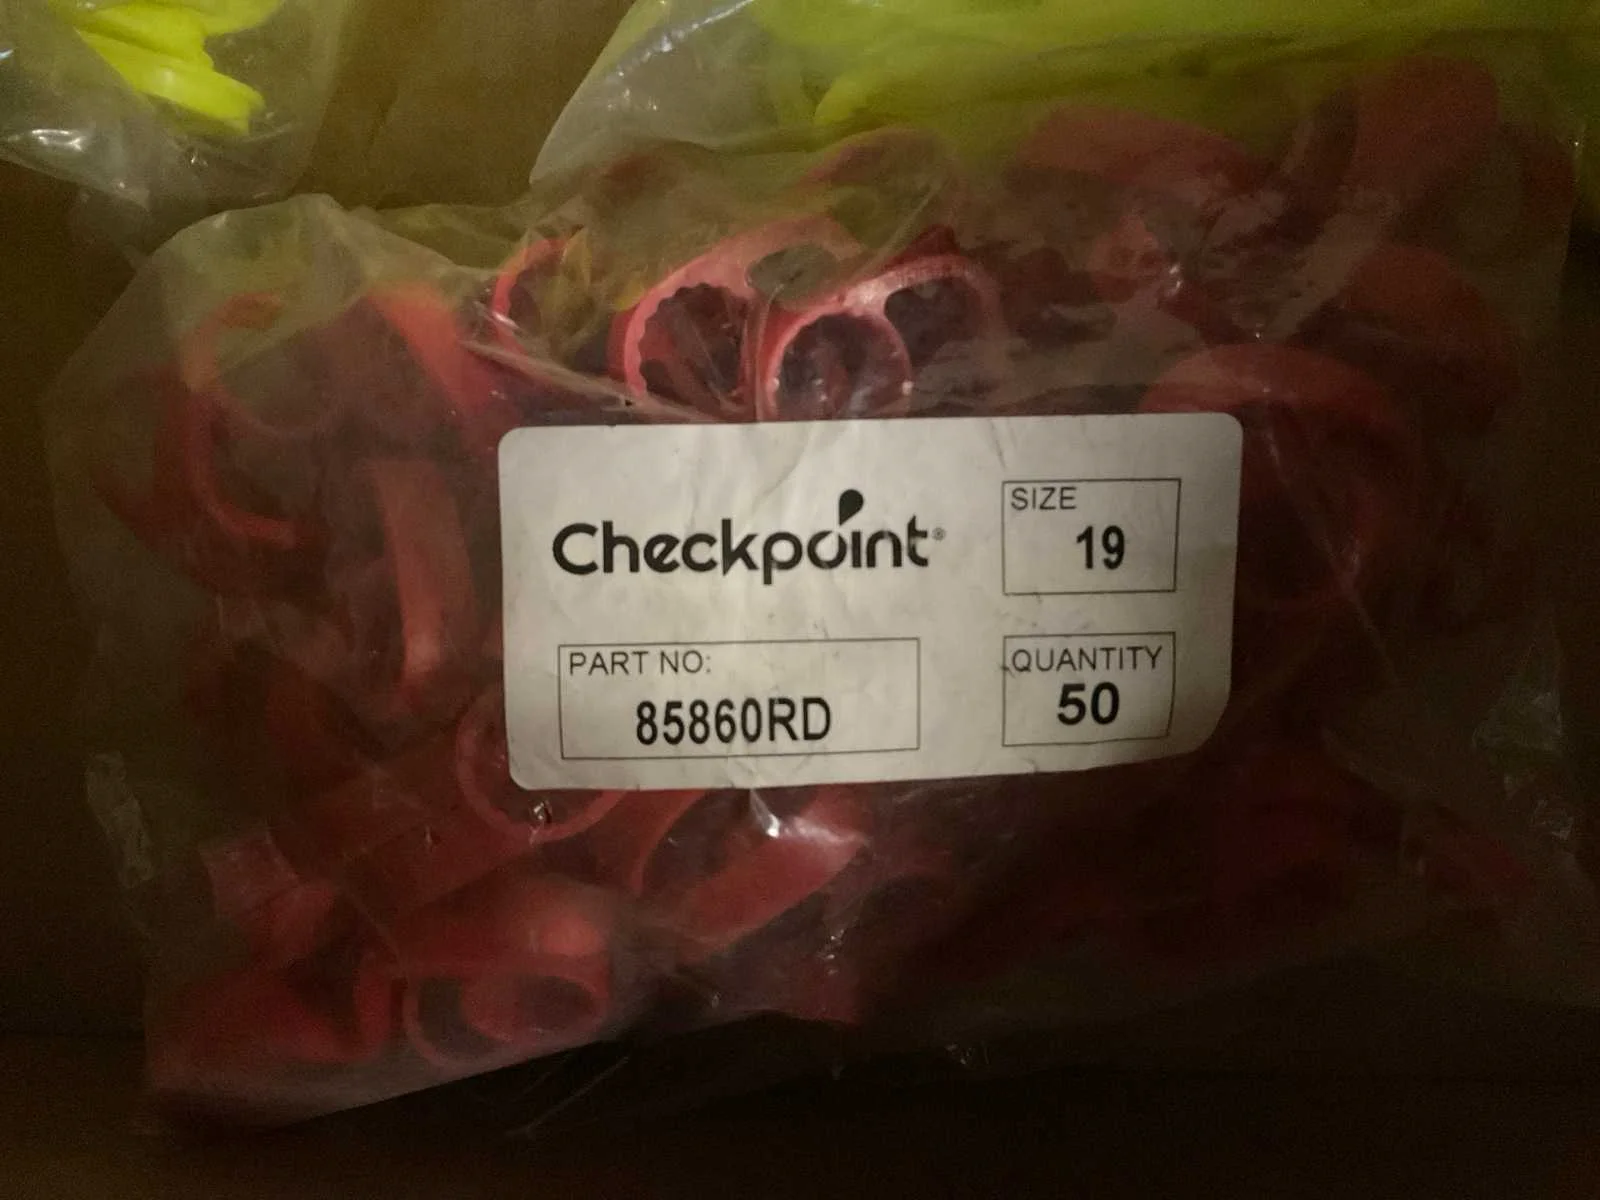 Checkpoint®
SIZE
19
PART NO:
85860RD
QUANTITY
50